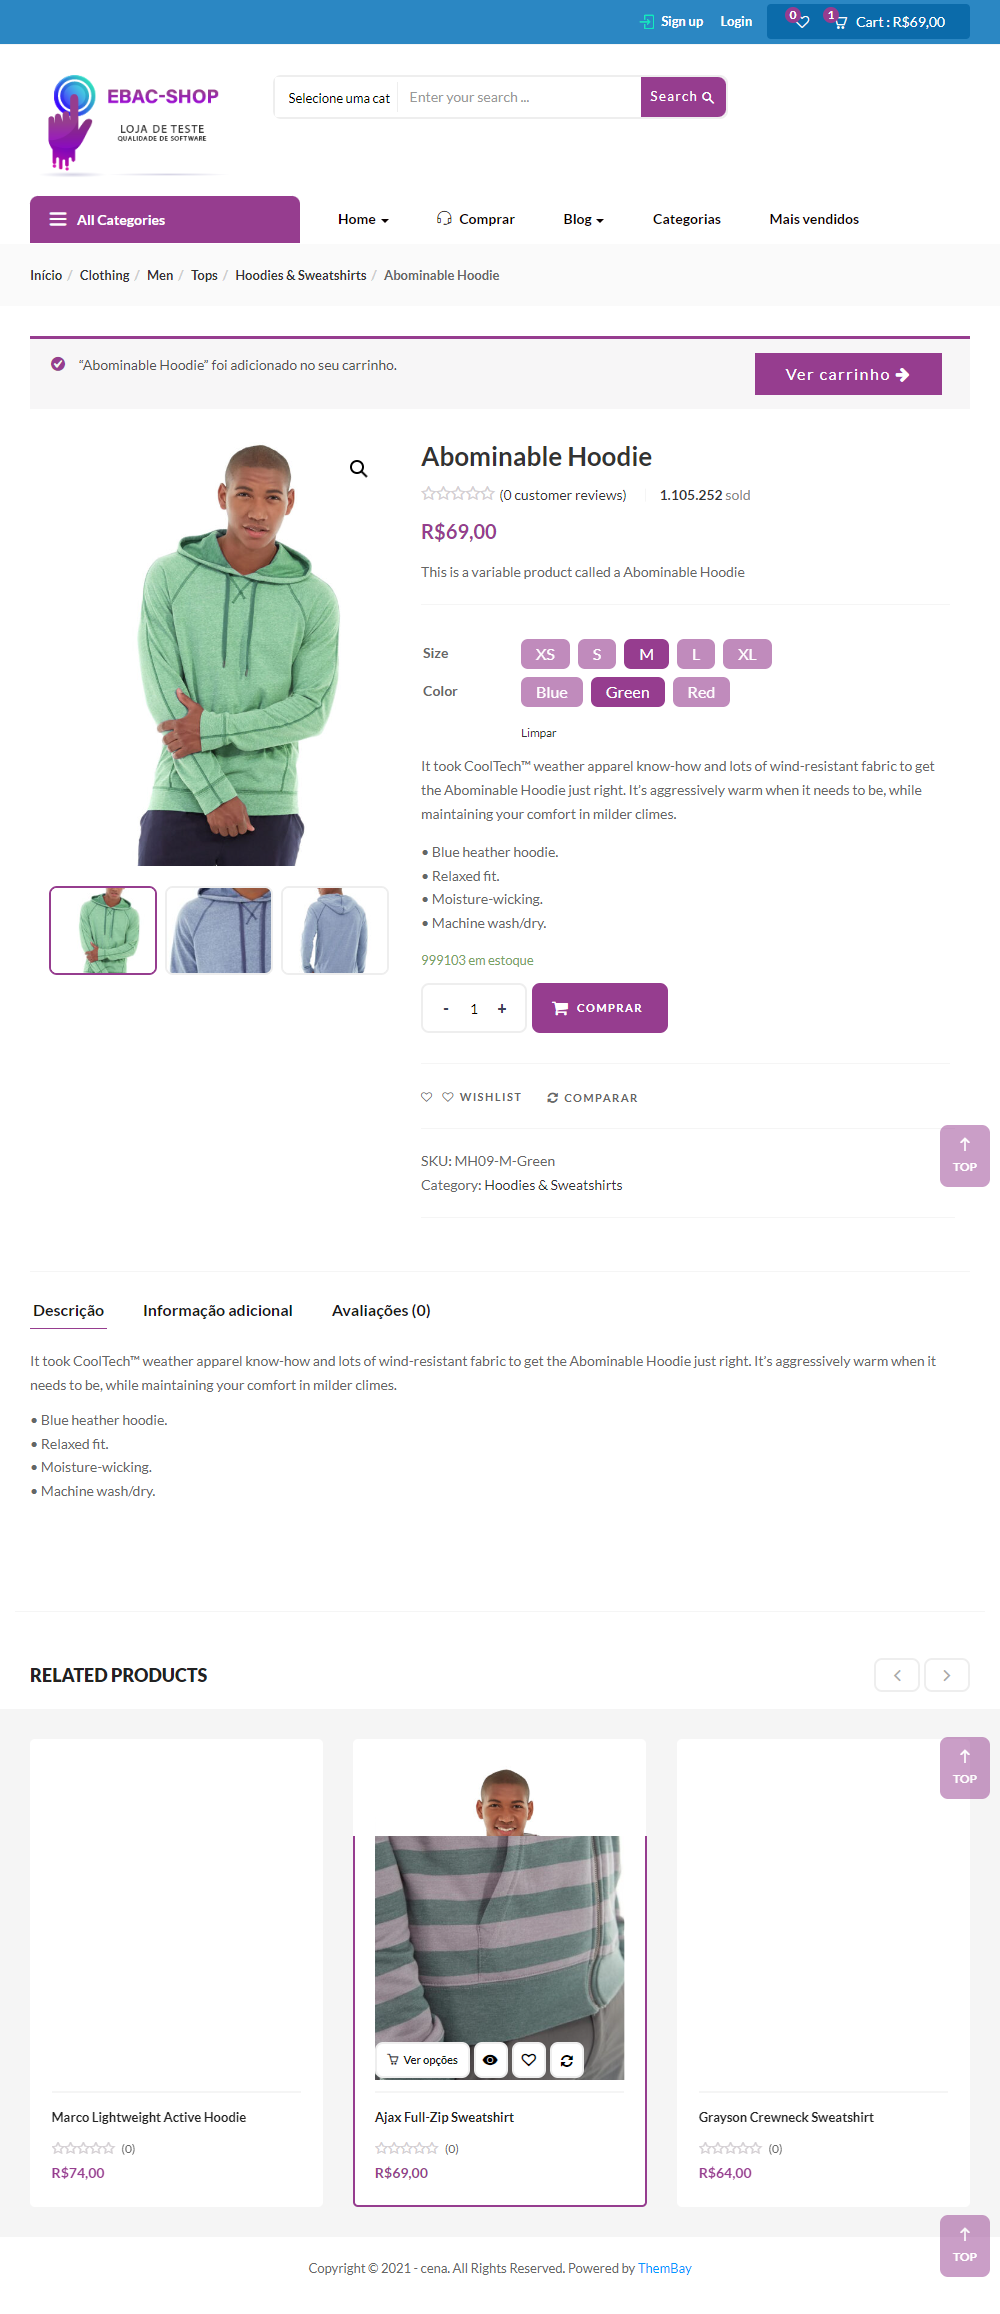 Sign up Login 0 1 Cart : R$69,00
EBAC-SHOP
LOJA DE TESTE
QUALIDADE DE SOFTWARE
Selecione uma cat Enter your search ... Search
All Categories Home Comprar Blog Categorias Mais vendidos
Início / Clothing / Men / Tops / Hoodies & Sweatshirts / Abominable Hoodie
“Abominable Hoodie” foi adicionado no seu carrinho. Ver carrinho
Abominable Hoodie
(0 customer reviews) 1.105.252 sold
R$69,00
This is a variable product called a Abominable Hoodie
Size XS S M L XL
Color Blue Green Red
Limpar
It took CoolTech™ weather apparel know-how and lots of wind-resistant fabric to get
the Abominable Hoodie just right. It’s aggressively warm when it needs to be, while
maintaining your comfort in milder climes.
• Blue heather hoodie.
• Relaxed fit.
• Moisture-wicking.
• Machine wash/dry.
999103 em estoque
- 1 + COMPRAR
WISHLIST COMPARAR
TOP
SKU: MH09-M-Green
Category: Hoodies & Sweatshirts
Descrição Informação adicional Avaliações (0)
It took CoolTech™ weather apparel know-how and lots of wind-resistant fabric to get the Abominable Hoodie just right. It’s aggressively warm when it
needs to be, while maintaining your comfort in milder climes.
• Blue heather hoodie.
• Relaxed fit.
• Moisture-wicking.
• Machine wash/dry.
RELATED PRODUCTS
TOP
Ver opções
Marco Lightweight Active Hoodie
(0)
R$74,00
Ajax Full-Zip Sweatshirt
(0)
R$69,00
Grayson Crewneck Sweatshirt
(0)
R$64,00
TOP
Copyright © 2021 - cena. All Rights Reserved. Powered by ThemBay